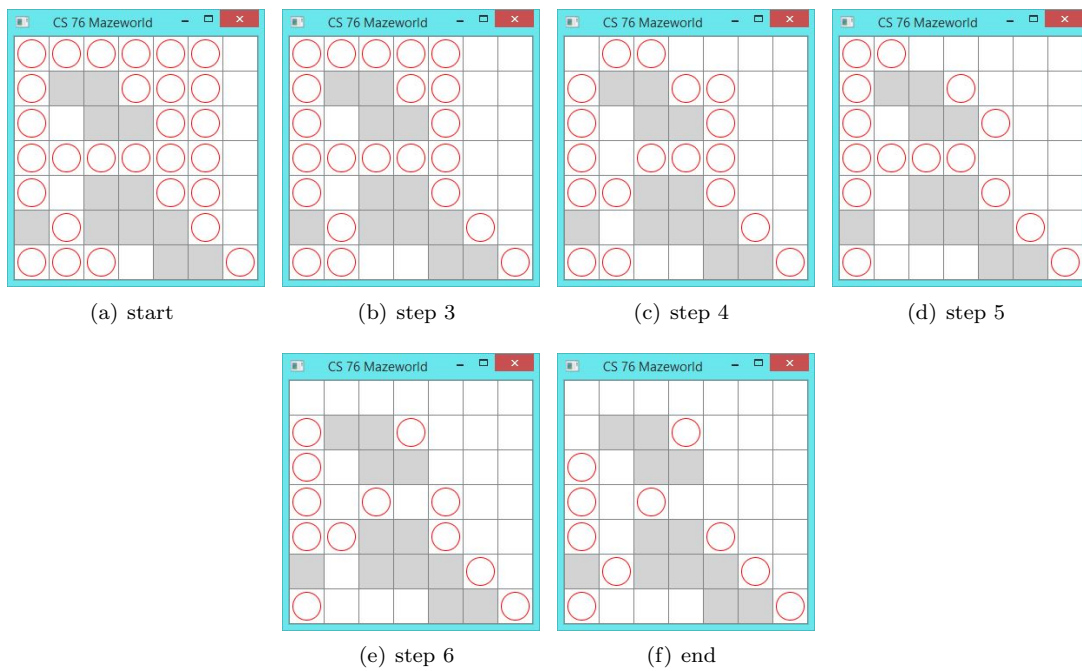 CS 76 Mazeworld
CS 76 Mazeworld
CS 76 Mazeworld
CS 76 Mazeworld
(a) start
(b) step 3
(c) step 4
(d) step 5
CS 76 Mazeworld
CS 76 Mazeworld
(e) step 6
(f) end